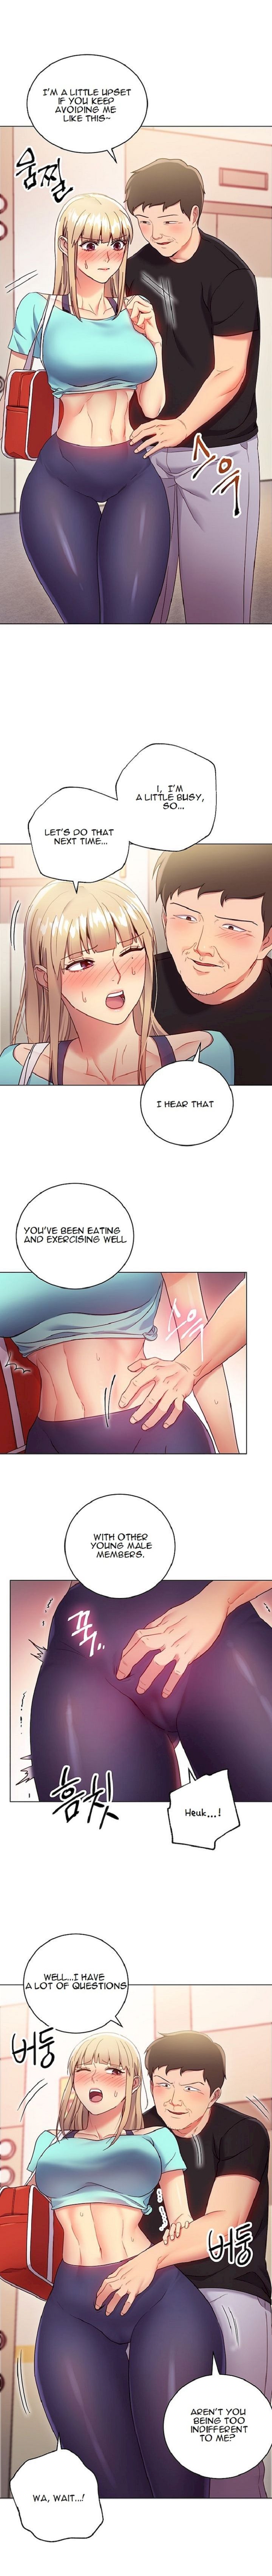 I'M A LITTLE UPSET
IF YOU KEEP
AVOIDING ME
LIKE THIS~
움찔
스윽
I, I'M
A LITTLE BUSY,
SO...
LET'S DO THAT
NEXT TIME...
I HEAR THAT
YOU'VE BEEN EATING
AND EXERCISING WELL
스윽
WITH OTHER
YOUNG MALE
MEMBERS.
꾹..
흠칫
Heuk...!
WELL...I HAVE
A LOT OF QUESTIONS
버둥
버둥
AREN'T YOU
BEING TOO
INDIFFERENT
TO ME?
WA, WAIT...!